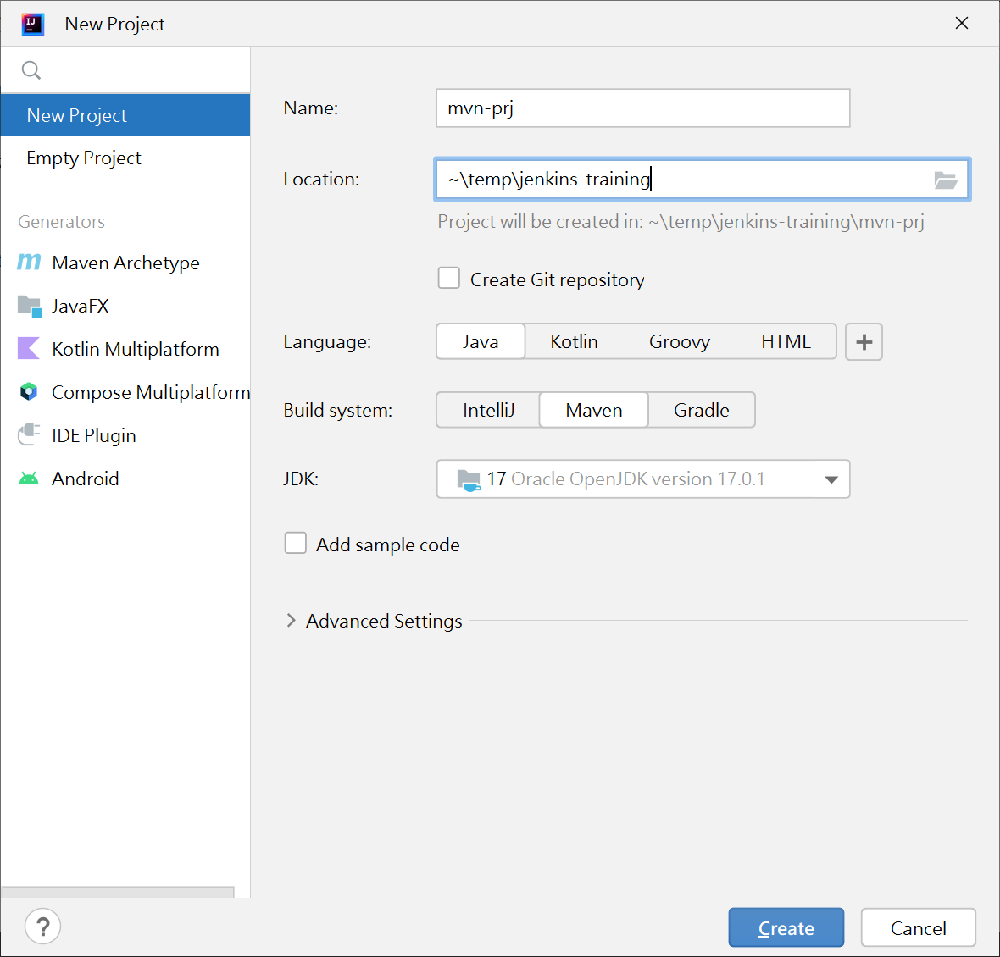 IJ
New Project
New Project
Empty Project
Generators
m
Maven Archetype
JavaFX
Kotlin Multiplatform
Compose Multiplatform
IDE Plugin
Android
Name:
mvn-prj
Location:
~\temp\jenkins-training
Project will be created in: ~\temp\jenkins-training\mvn-prj
Create Git repository
Language:
Java Kotlin Groovy HTML +
Build system:
IntelliJ Maven Gradle
JDK:
17 Oracle OpenJDK version 17.0.1
Add sample code
Advanced Settings
?
Create
Cancel